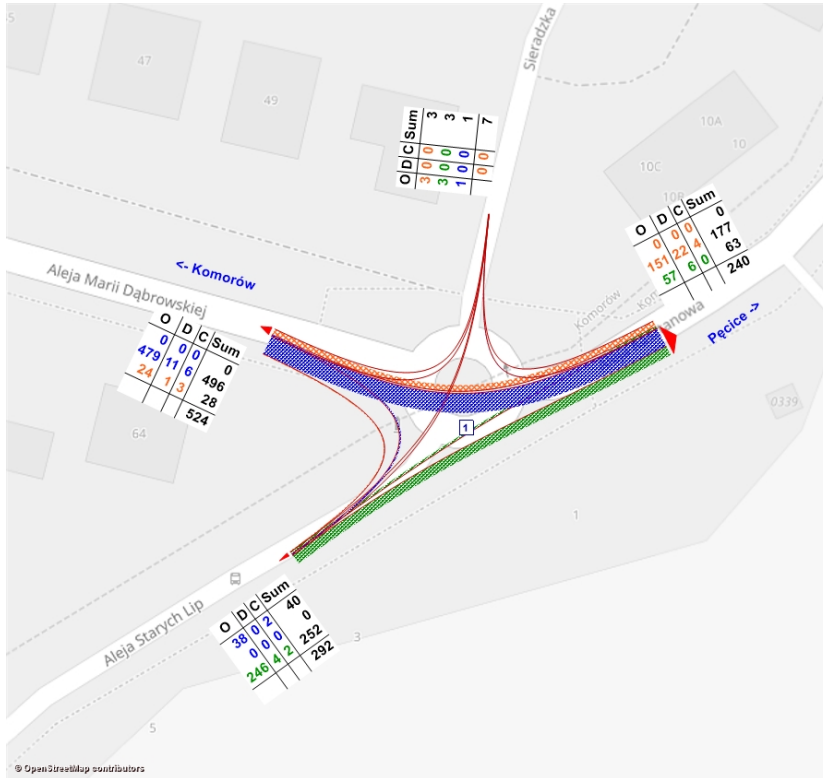 47
49
Sieradzka
O D C Sum
3 0 0 3
3 0 0 3
1 0 0 1
0 0 7
10A
10
10C
O D C Sum
0 0 0 0
151 22 4 177
57 6 0 63
240
<- Komorów
Aleja Marii Dąbrowskiej
Komorów
Pęcice ->
O D C Sum
0 0 0 0
479 11 6 496
24 1 3 28
524
64
0339
1
1
O D C Sum
38 0 2 40
0 0 0 0
246 4 2 252
292
Aleja Starych Lip
3
5
© OpenStreetMap contributors